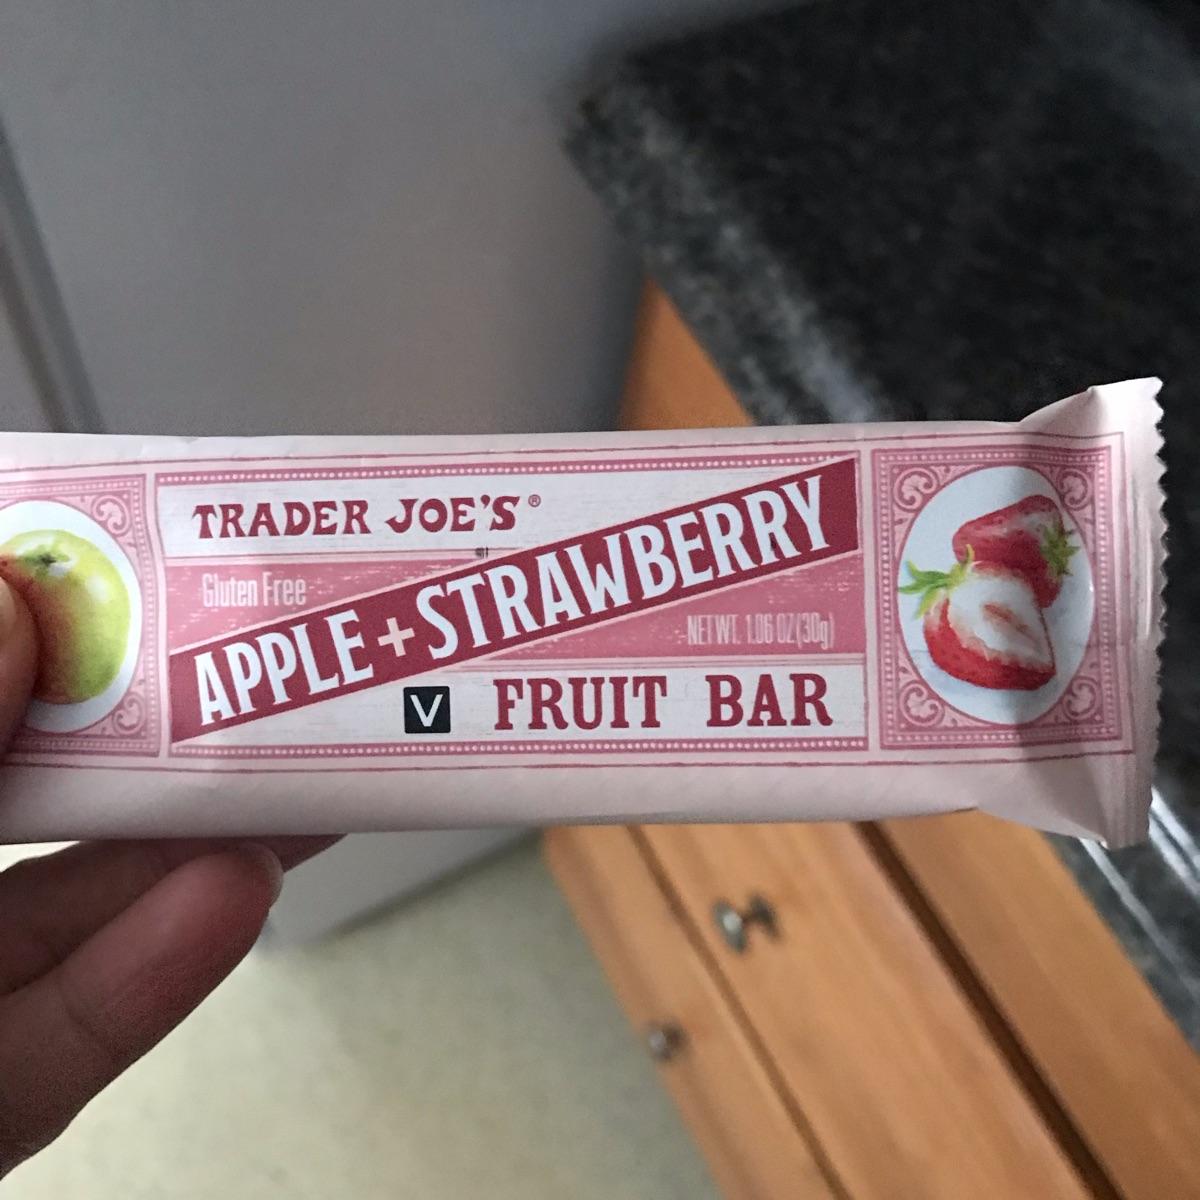 TRADER JOE'S®
Gluten Free
APPLE + STRAWBERRY
NET WT. 1.06 OZ (30g)
V FRUIT BAR